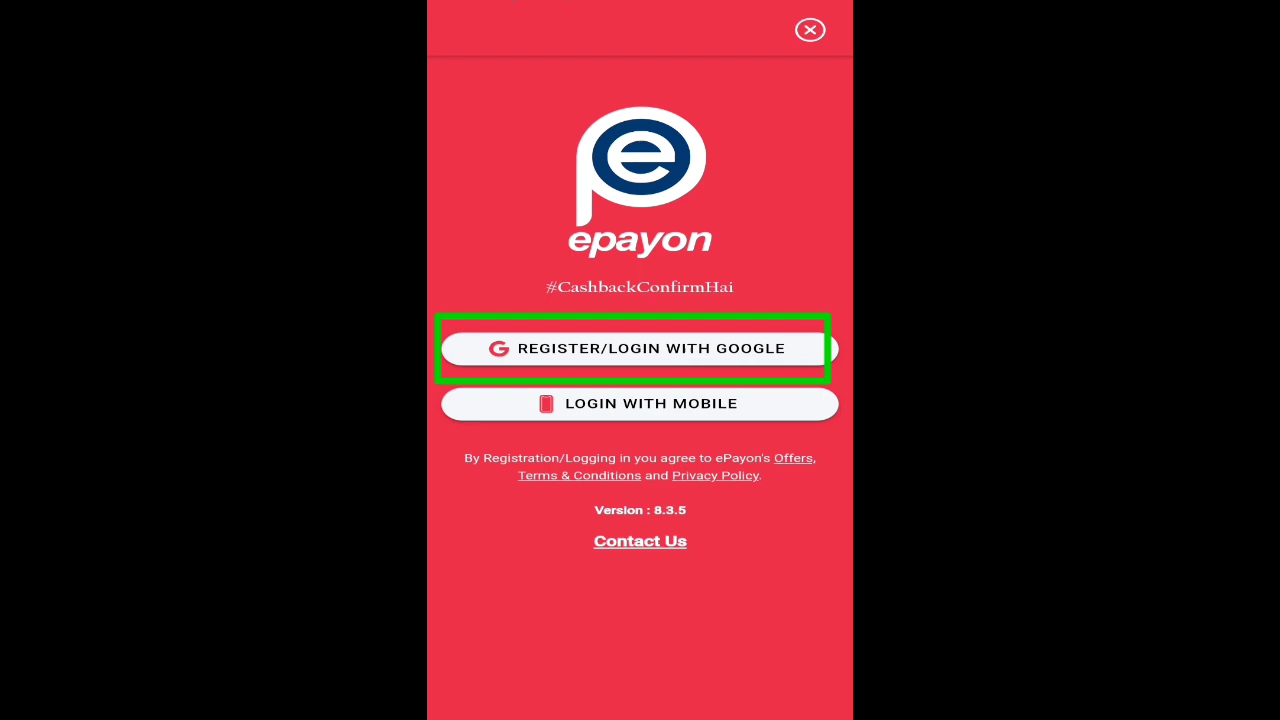 epayon
#CashbackConfirmHai
REGISTER/LOGIN WITH GOOGLE
LOGIN WITH MOBILE
By Registration/Logging in you agree to ePayon's Offers,
Terms & Conditions and Privacy Policy.
Version : 8.3.5
Contact Us